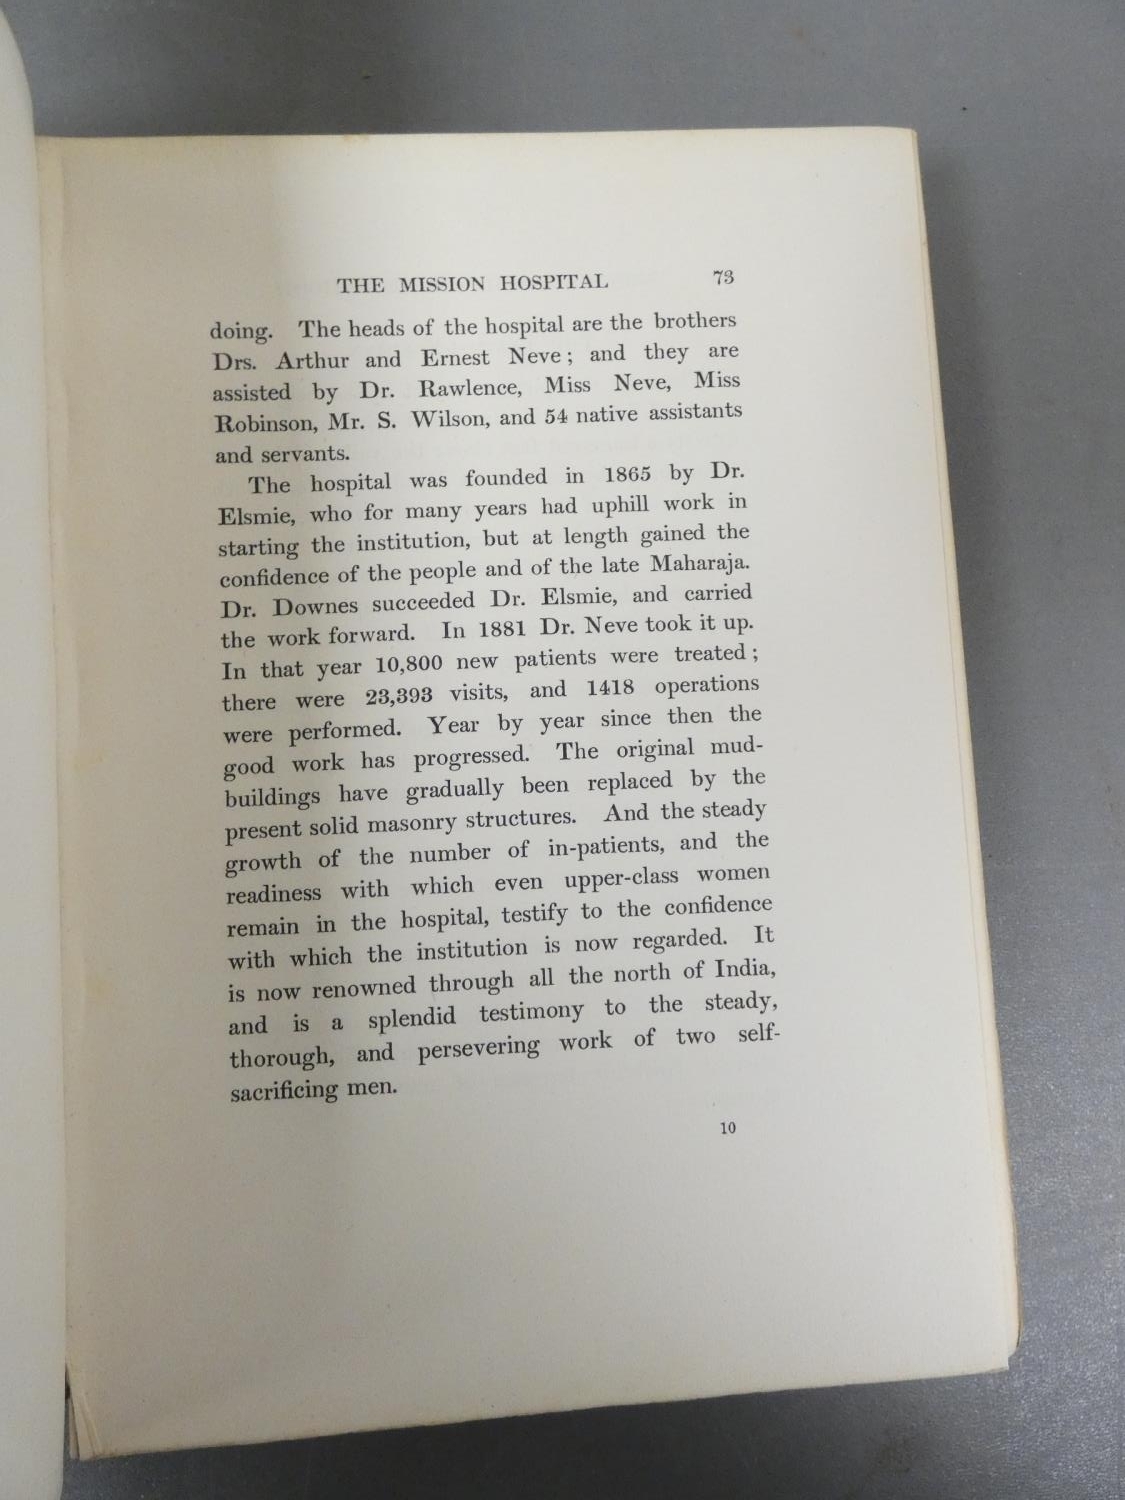 THE MISSION HOSPITAL 73
doing. The heads of the hospital are the brothers
Drs. Arthur and Ernest Neve; and they are
assisted by Dr. Rawlence, Miss Neve, Miss
Robinson, Mr. S. Wilson, and 54 native assistants
and servants.
The hospital was founded in 1865 by Dr.
Elsmie, who for many years had uphill work in
starting the institution, but at length gained the
confidence of the people and of the late Maharaja.
Dr. Downes succeeded Dr. Elsmie, and carried
the work forward. In 1881 Dr. Neve took it up.
In that year 10,800 new patients were treated;
there were 23,393 visits, and 1418 operations
were performed. Year by year since then the
good work has progressed. The original mud-
buildings have gradually been replaced by the
present solid masonry structures. And the steady
growth of the number of in-patients, and the
readiness with which even upper-class women
remain in the hospital, testify to the confidence
with which the institution is now regarded. It
is now renowned through all the north of India,
and is a splendid testimony to the steady,
thorough, and persevering work of two self-
sacrificing men.
10